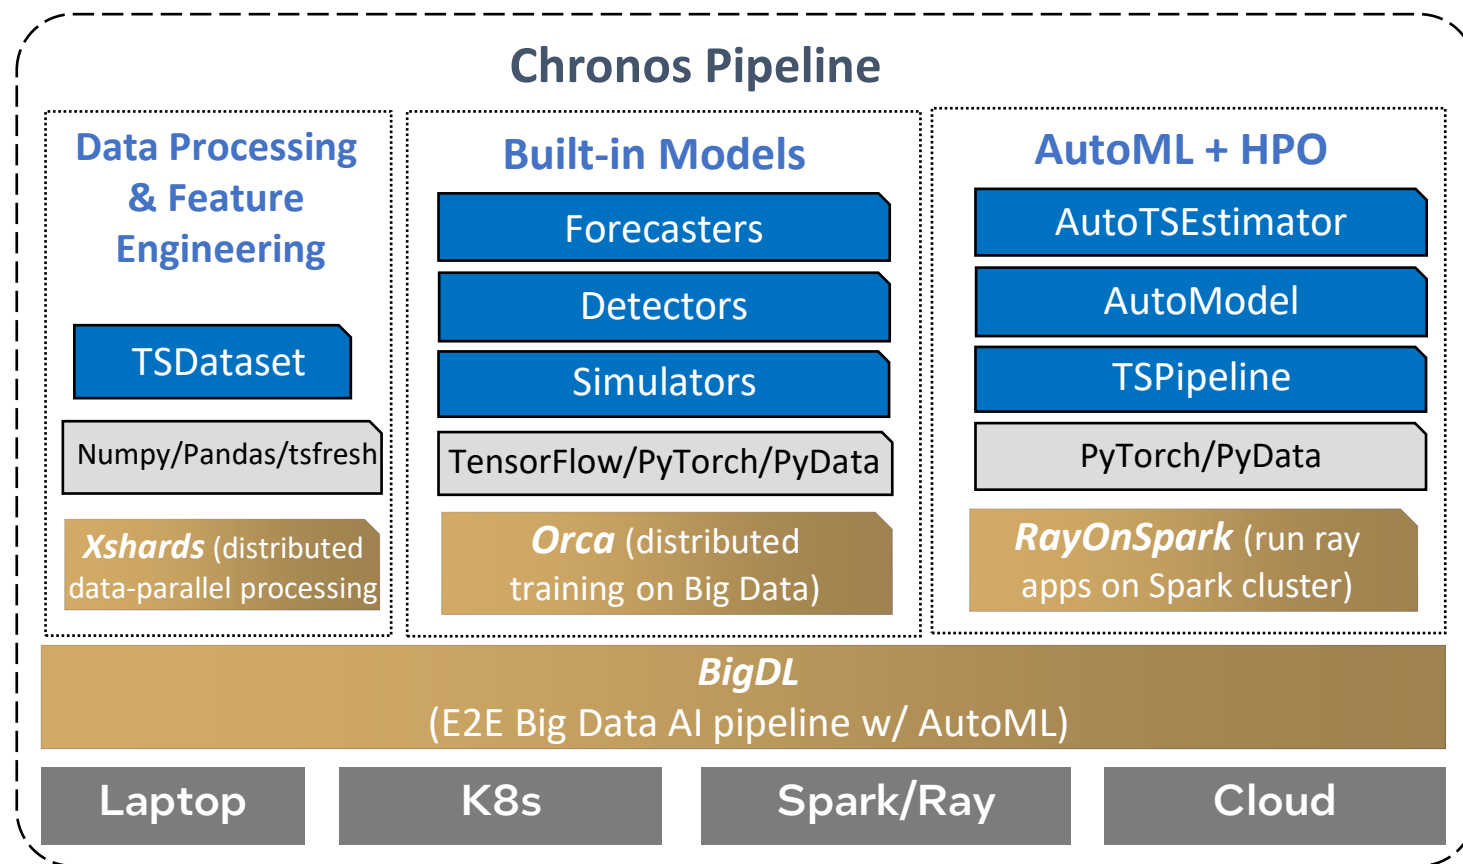 Chronos Pipeline
Data Processing
& Feature
Engineering
TSDataset
Numpy/Pandas/tsfresh
Xshards (distributed
data-parallel processing
Built-in Models
Forecasters
Detectors
Simulators
TensorFlow/PyTorch/PyData
Orca (distributed
training on Big Data)
AutoML + HPO
AutoTSEstimator
AutoModel
TSPipeline
PyTorch/PyData
RayOnSpark (run ray
apps on Spark cluster)
BigDL
(E2E Big Data AI pipeline w/ AutoML)
Laptop
K8s
Spark/Ray
Cloud